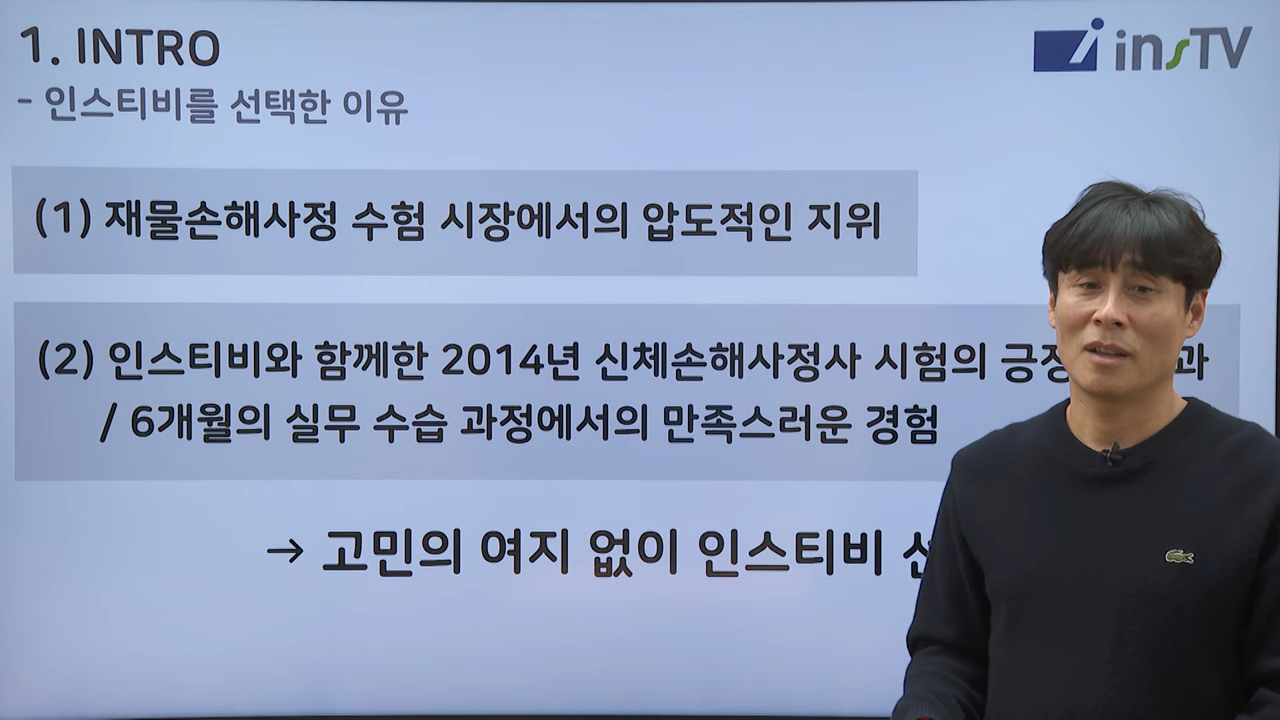 1. INTRO
insTV
- 인스티비를 선택한 이유
(1) 재물손해사정 수험 시장에서의 압도적인 지위
(2) 인스티비와 함께한 2014년 신체손해사정사 시험의
/ 6개월의 실무 수습 과정에서의 만족스러운 경험
→ 고민의 여지 없이 인스티비